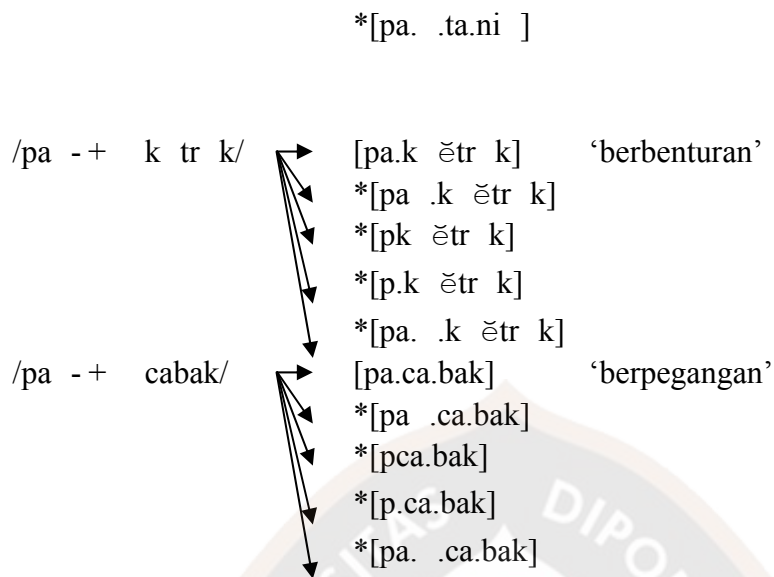 *[pa. .ta.ni ]
/pa - + k tr k/ [pa.k ĕtr k] ‘berbenturan’
*[pa .k ĕtr k]
*[pk ĕtr k]
*[p.k ĕtr k]
*[pa. .k ĕtr k]
/pa - + cabak/ [pa.ca.bak] ‘berpegangan’
*[pa .ca.bak]
*[pca.bak]
*[p.ca.bak]
*[pa. .ca.bak]